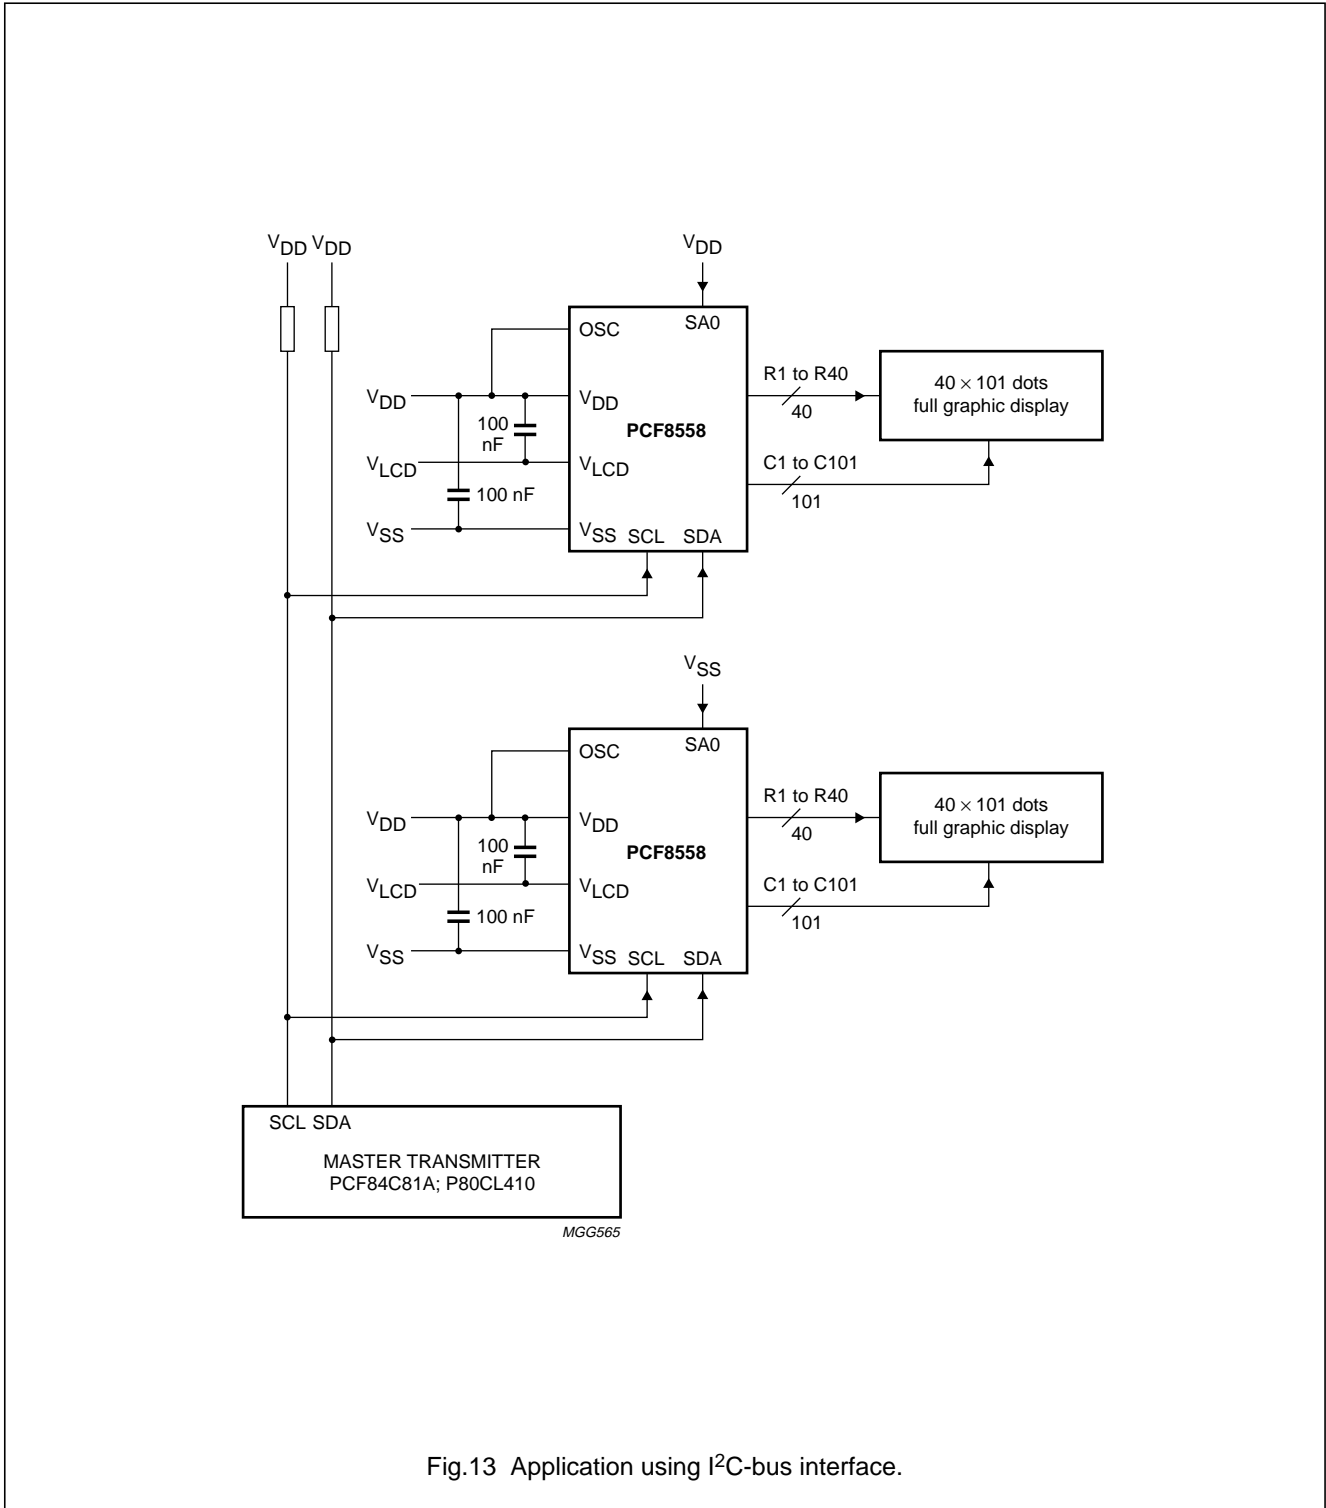 VDD VDD
VDD
SA0
OSC
VDD
VDD
100
nF
PCF8558
VLCD
VLCD
100 nF
VSS
VSS SCL SDA
R1 to R40
40
C1 to C101
101
40 × 101 dots
full graphic display
VSS
SA0
OSC
VDD
VDD
100
nF
PCF8558
VLCD
VLCD
100 nF
VSS
VSS SCL SDA
R1 to R40
40
C1 to C101
101
40 × 101 dots
full graphic display
SCL SDA
MASTER TRANSMITTER
PCF84C81A; P80CL410
MGG565
Fig.13 Application using I²C-bus interface.